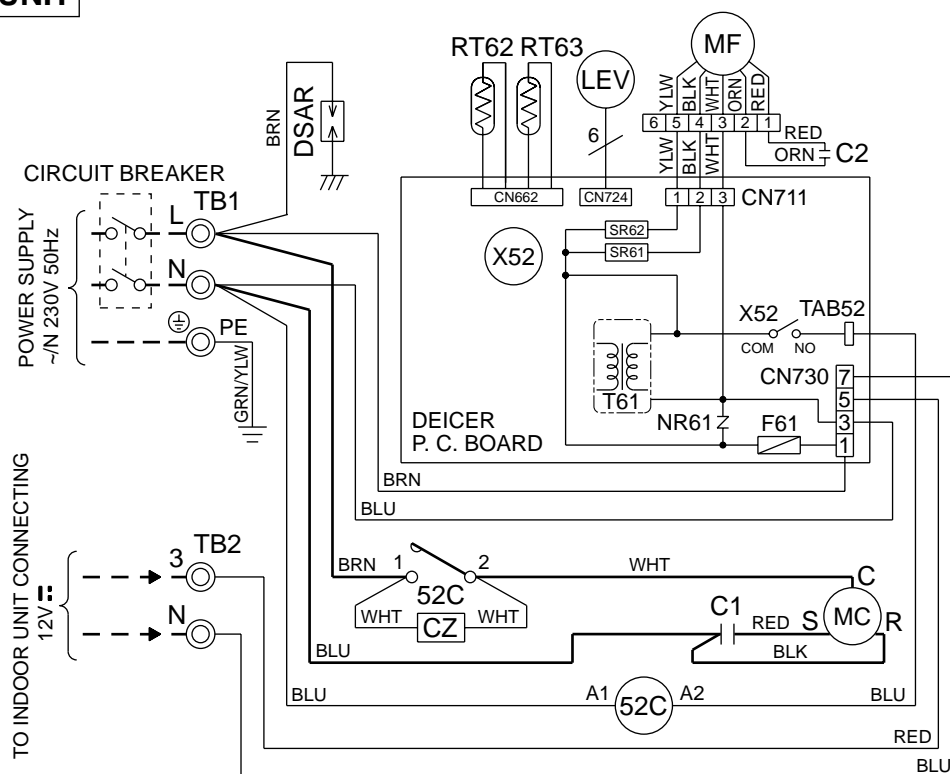 UNIT
RT62 RT63
LEV
MF
YLW
BLK
WHT
ORN
RED
6 5 4 3 2 1
RED
ORN
C2
6
YLW
BLK
WHT
BRN
DSAR
CIRCUIT BREAKER
TB1
L
N
PE
POWER SUPPLY
~/N 230V 50Hz
GRN/YLW
CN662
CN724
1 2 3
CN711
SR62
SR61
X52
X52
TAB52
COM
NO
T61
CN730
7
5
3
1
NR61
F61
DEICER
P. C. BOARD
BRN
BLU
TO INDOOR UNIT CONNECTING
12V
TB2
3
N
BRN
1
2
WHT
52C
WHT
CZ
WHT
C
C1
RED
S
MC
R
BLK
BLU
BLU
A1
52C
A2
BLU
RED
BLU